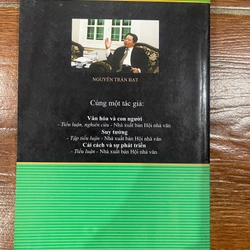 NGUYỄN TRẦN BẠT
Cùng một tác giả:
Văn hóa và con người
- Tiểu luận, nghiên cứu - Nhà xuất bản Hội nhà văn
Suy tưởng
- Tập tiểu luận - Nhà xuất bản Hội nhà văn
Cải cách và sự phát triển
- Tiểu luận - Nhà xuất bản Hội nhà văn